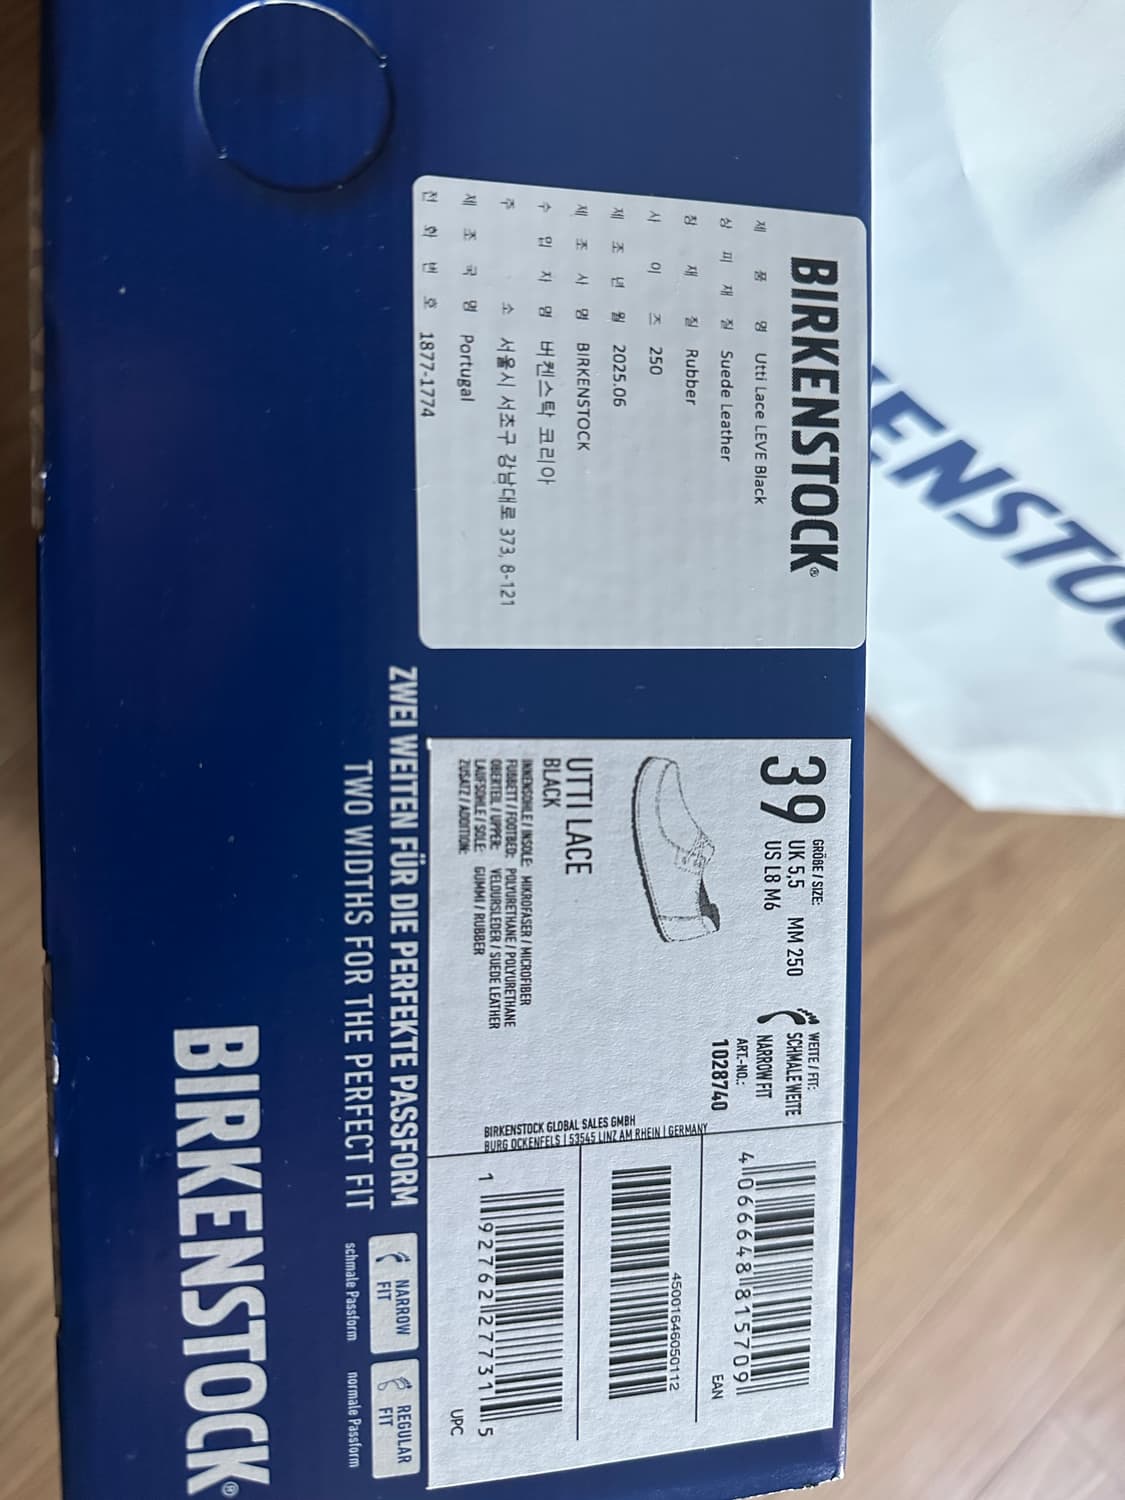 BIRKENSTOCK®
제 품 명 Utti Lace LEVE Black
상 피 재 질 Suede Leather
창 재 질 Rubber
사 이 즈 250
제 조 년 월 2025.06
제 조 사 명 BIRKENSTOCK
수 입 자 명 버켄스탁 코리아
주 소 서울시 서초구 강남대로 373, 8-121
제 조 국 명 Portugal
전 화 번 호 1877-1774
39
GRÖßE / SIZE:
UK 5,5 MM 250
US L8 M6
WEITE / FIT:
SCHMALE WEITE
NARROW FIT
ART.-NO.:
1028740
UTTI LACE
BLACK
INNENSOHLE / INSOLE: MIKROFASER / MICROFIBER
FUßBETT / FOOTBED: POLYURETHANE / POLYURETHANE
OBERTEIL / UPPER: VELOURSLEDER / SUEDE LEATHER
LAUFSOHLE / SOLE: GUMMI / RUBBER
ZUSATZ / ADDITION:
BIRKENSTOCK GLOBAL SALES GMBH
BURG OCKENFELS | 53545 LINZ AM RHEIN | GERMANY
4 066648 815709
EAN
45001646050112
1 92762 27731 5
UPC
ZWEI WEITEN FÜR DIE PERFEKTE PASSFORM
TWO WIDTHS FOR THE PERFECT FIT
NARROW
FIT
schmale Passform
REGULAR
FIT
normale Passform
BIRKENSTOCK®
ENSTO